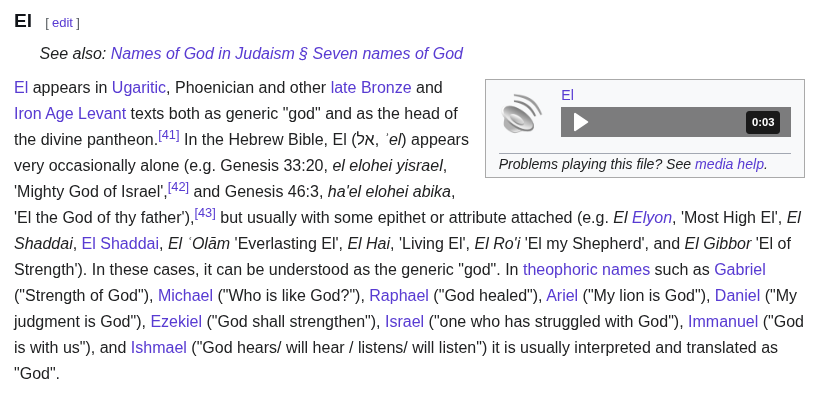 El [ edit ]
See also: Names of God in Judaism § Seven names of God
El appears in Ugaritic, Phoenician and other late Bronze and
Iron Age Levant texts both as generic "god" and as the head of
the divine pantheon.[41] In the Hebrew Bible, El (אל, ʾel) appears
very occasionally alone (e.g. Genesis 33:20, el elohei yisrael,
'Mighty God of Israel',[42] and Genesis 46:3, ha'el elohei abika,
'El the God of thy father'),[43] but usually with some epithet or attribute attached (e.g. El Elyon, 'Most High El', El
Shaddai, El Shaddai, El ʿOlām 'Everlasting El', El Hai, 'Living El', El Ro'i 'El my Shepherd', and El Gibbor 'El of
Strength'). In these cases, it can be understood as the generic "god". In theophoric names such as Gabriel
("Strength of God"), Michael ("Who is like God?"), Raphael ("God healed"), Ariel ("My lion is God"), Daniel ("My
judgment is God"), Ezekiel ("God shall strengthen"), Israel ("one who has struggled with God"), Immanuel ("God
is with us"), and Ishmael ("God hears/ will hear / listens/ will listen") it is usually interpreted and translated as
"God".
El
0:03
Problems playing this file? See media help.